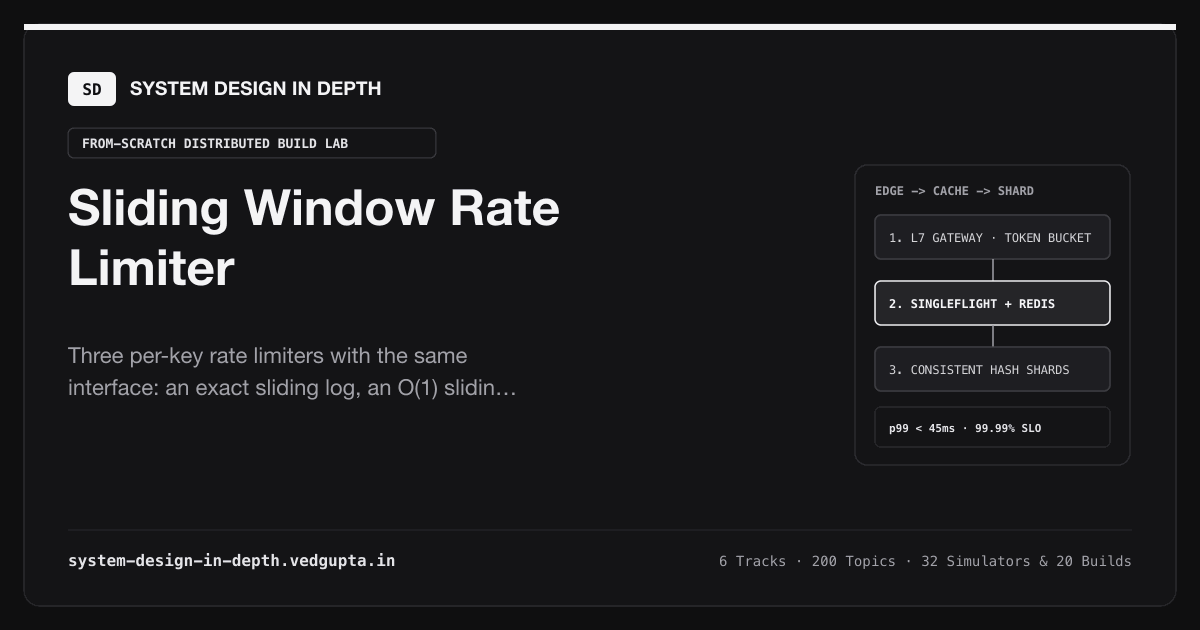 SD
SYSTEM DESIGN IN DEPTH
FROM–SCRATCH DISTRIBUTED BUILD LAB
Sliding Window Rate
Limiter
Three per-key rate limiters with the same
interface: an exact sliding log, an O(1) slidin…
EDGE –> CACHE –> SHARD
1. L7 GATEWAY · TOKEN BUCKET
2. SINGLEFLIGHT + REDIS
3. CONSISTENT HASH SHARDS
p99 < 45ms · 99.99% SLO
system–design–in–depth.vedgupta.in
6 Tracks · 200 Topics · 32 Simulators & 20 Builds